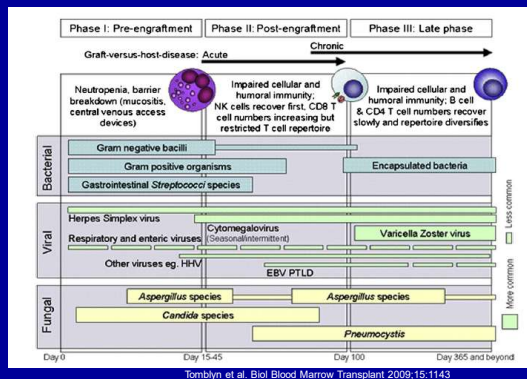 Phase I: Pre-engraftment
Phase II: Post-engraftment
Phase III: Late phase
Graft-versus-host-disease: Acute
Chronic
Neutropenia, barrier
breakdown (mucositis,
central venous access
devices)
Impaired cellular and
humoral immunity;
NK cells recover first, CD8 T
cell numbers increasing but
restricted T cell repertoire
Impaired cellular and
humoral immunity; B cell
& CD4 T cell numbers recover
slowly and repertoire diversifies
Bacterial
Gram negative bacilli
Gram positive organisms
Encapsulated bacteria
Gastrointestinal Streptococci species
Viral
Herpes Simplex virus
Cytomegalovirus
(Seasonal/intermittent)
Varicella Zoster virus
Respiratory and enteric viruses
Other viruses eg. HHV
EBV PTLD
Less common
More common
Fungal
Aspergillus species
Aspergillus species
Candida species
Pneumocystis
Day 0
Day 15-45
Day 100
Day 365 and beyond
Tomblyn et al. Biol Blood Marrow Transplant 2009;15:1143